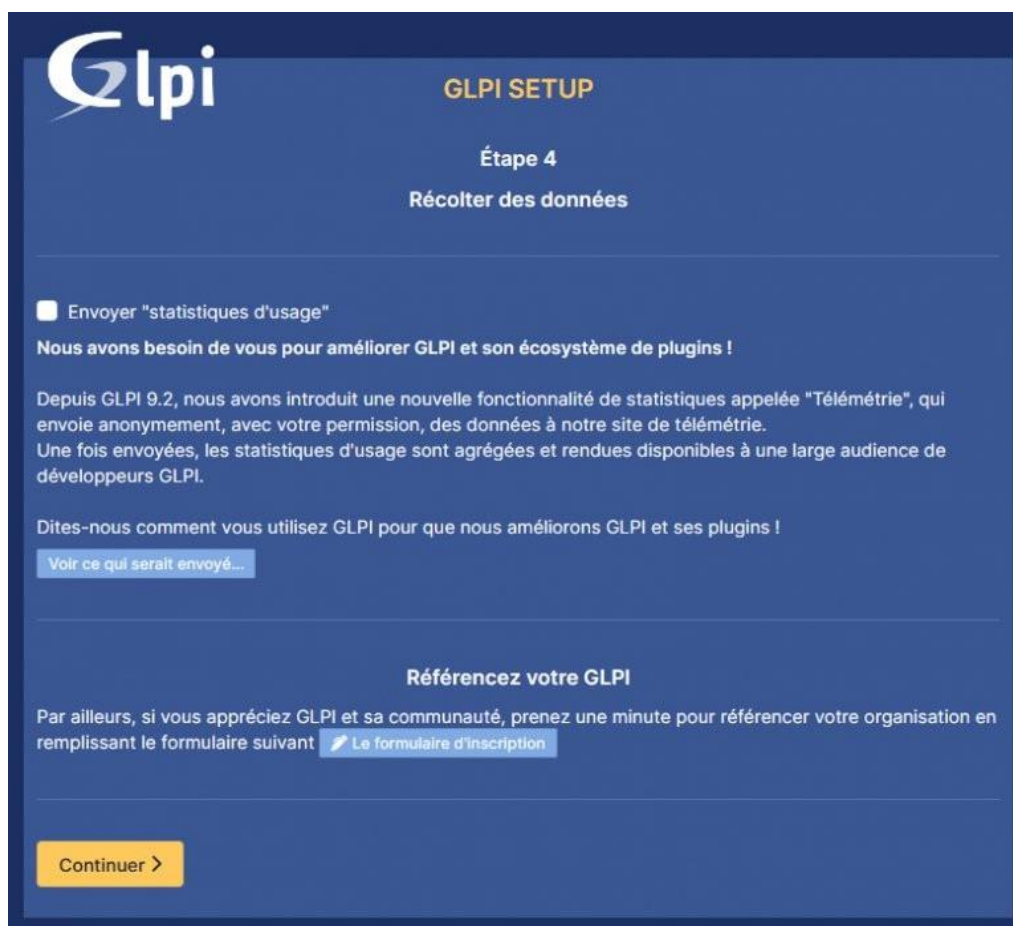 Glpi
GLPI SETUP
Étape 4
Récolter des données
Envoyer "statistiques d'usage"
Nous avons besoin de vous pour améliorer GLPI et son écosystème de plugins !
Depuis GLPI 9.2, nous avons introduit une nouvelle fonctionnalité de statistiques appelée "Télémétrie", qui
envoie anonymement, avec votre permission, des données à notre site de télémétrie.
Une fois envoyées, les statistiques d'usage sont agrégées et rendues disponibles à une large audience de
développeurs GLPI.
Dites-nous comment vous utilisez GLPI pour que nous améliorons GLPI et ses plugins !
Voir ce qui serait envoyé...
Référencez votre GLPI
Par ailleurs, si vous appréciez GLPI et sa communauté, prenez une minute pour référencer votre organisation en
remplissant le formulaire suivant Le formulaire d'inscription
Continuer >